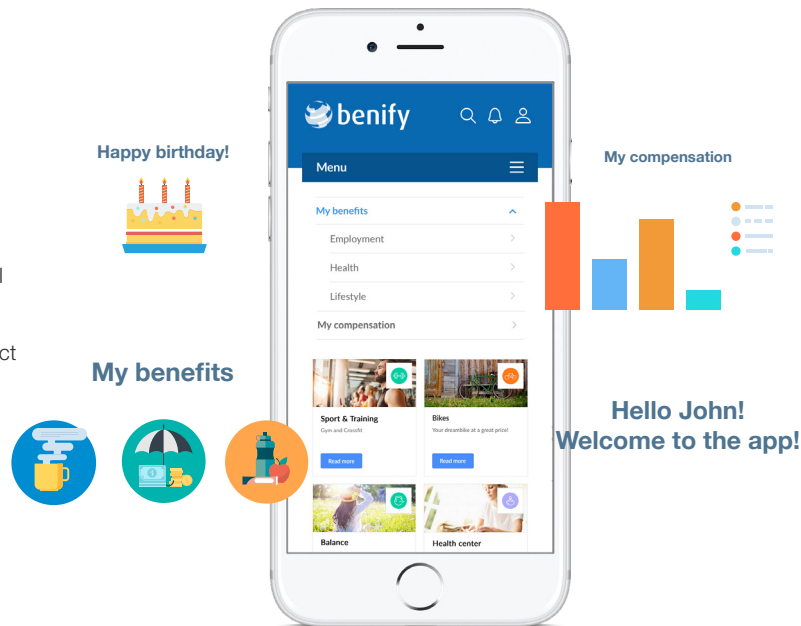 Happy birthday!
ct
My benefits
benify
Menu
My benefits
Employment
Health
Lifestyle
My compensation
Sport & Training
Gym and Crossfit
Read more
Bikes
Your dreambike at a great price!
Read more
Balance
Health center
My compensation
Hello John!
Welcome to the app!